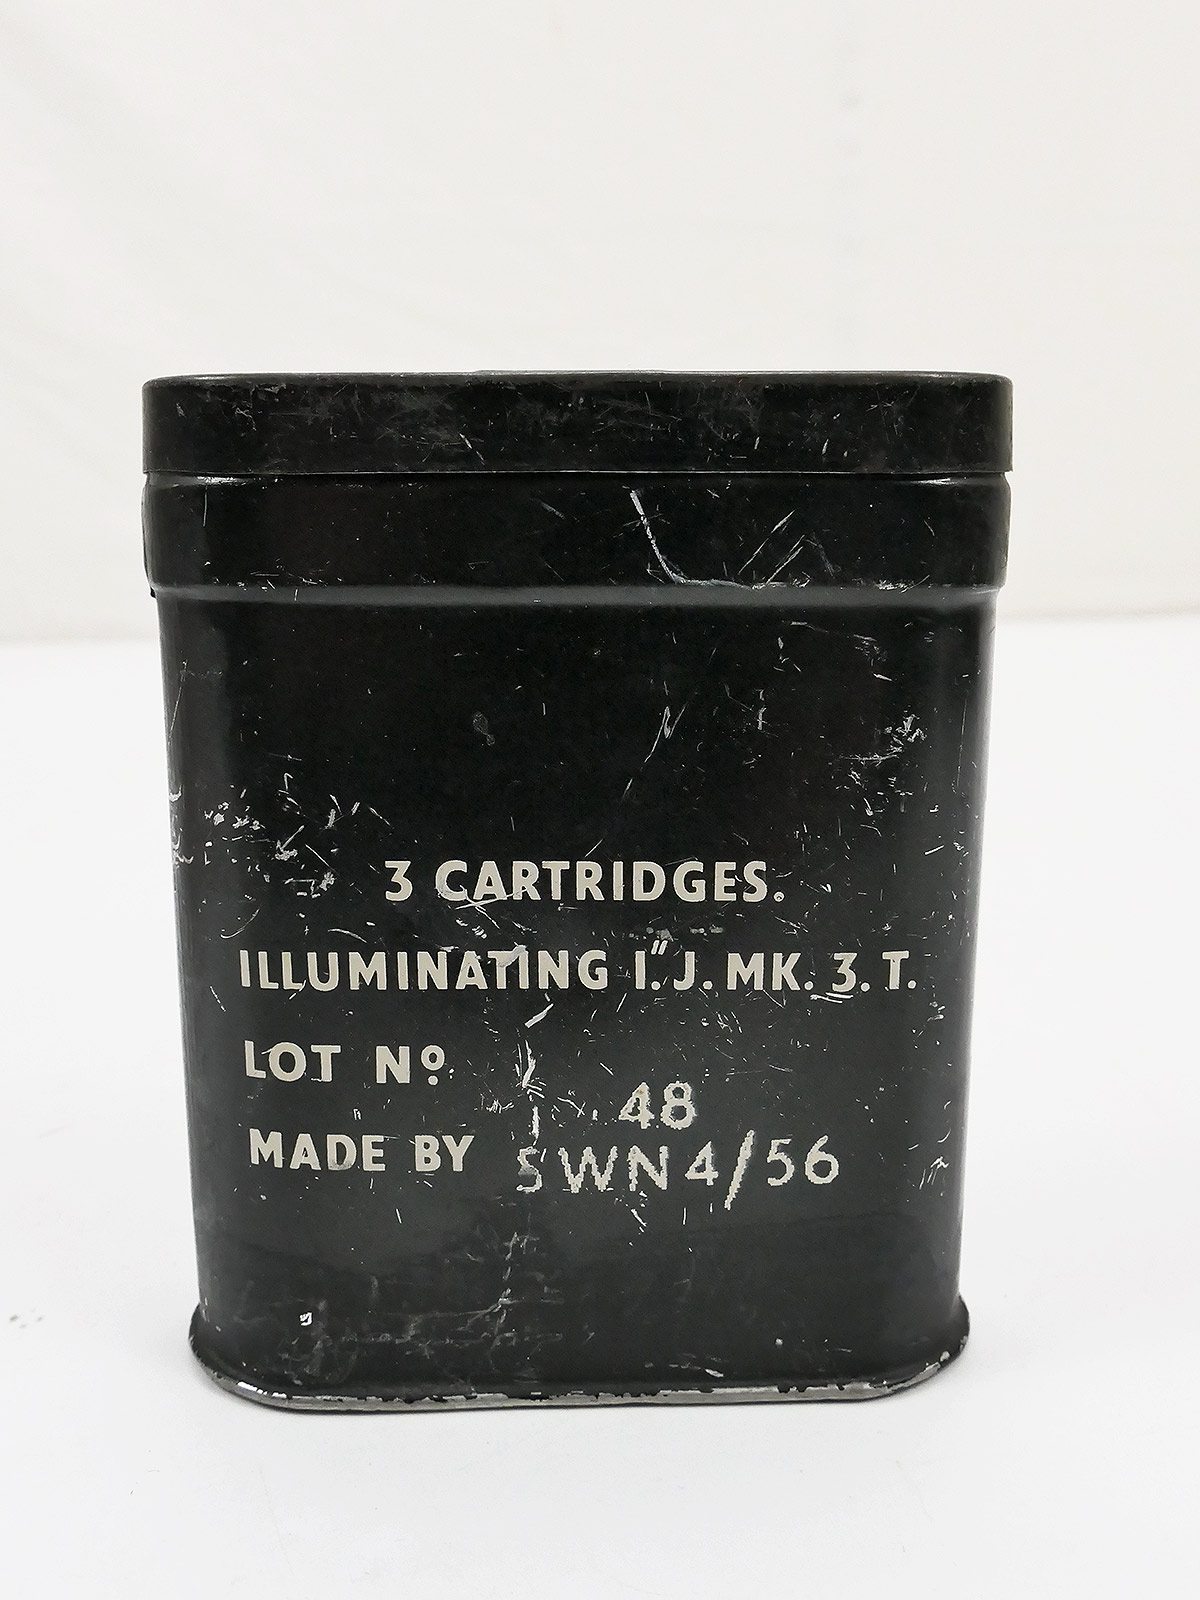 3 CARTRIDGES.
ILLUMINATING 1". J. MK. 3. T.
LOT Nº.
48
MADE BY SWN 4/56